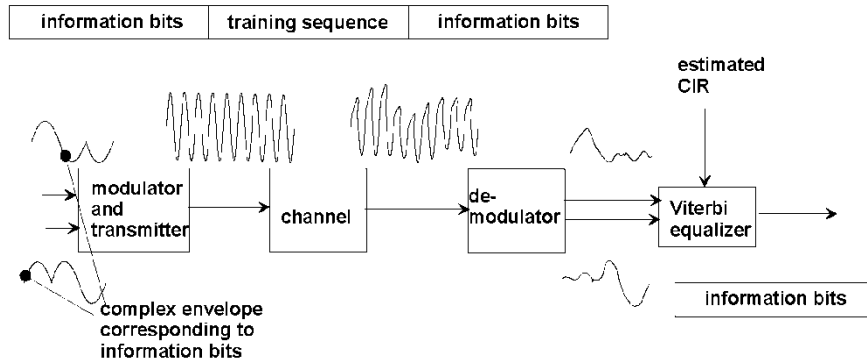 information bits
training sequence
information bits
estimated
CIR
modulator
and
transmitter
channel
de-
modulator
Viterbi
equalizer
complex envelope
corresponding to
information bits
information bits